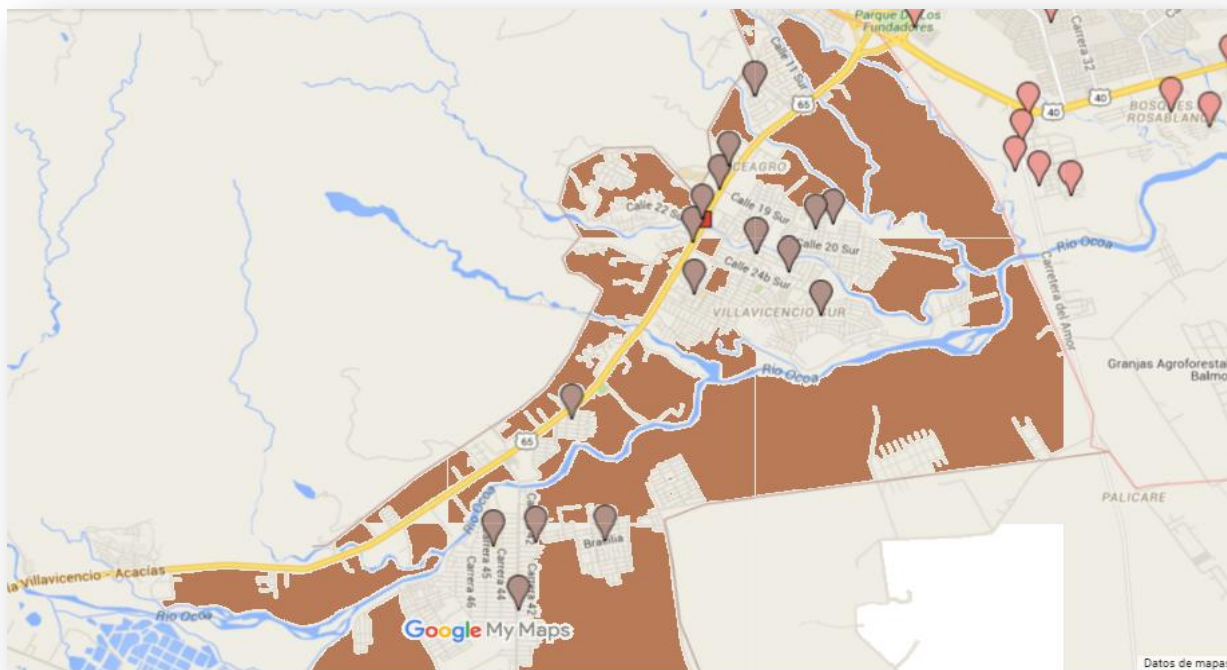 Parque De Los
Fundadores
Calle 11 Sur
Carrera 32
65
40
40
BOSQUES
ROSABLANCA
CEAGRO
Calle 19 Sur
Calle 22 Sur
Calle 20 Sur
Río Ocoa
Calle 24b Sur
Carretera del Amor
VILLAVICENCIO SUR
Granjas Agroforestal
Balmo
Río Ocoa
65
PALICARE
Río Ocoa
Brasilia
Carrera 45
Carrera 44
Carrera 46
Carrera 42
ía Villavicencio - Acacías
Río Ocoa
Google My Maps
Datos de mapas